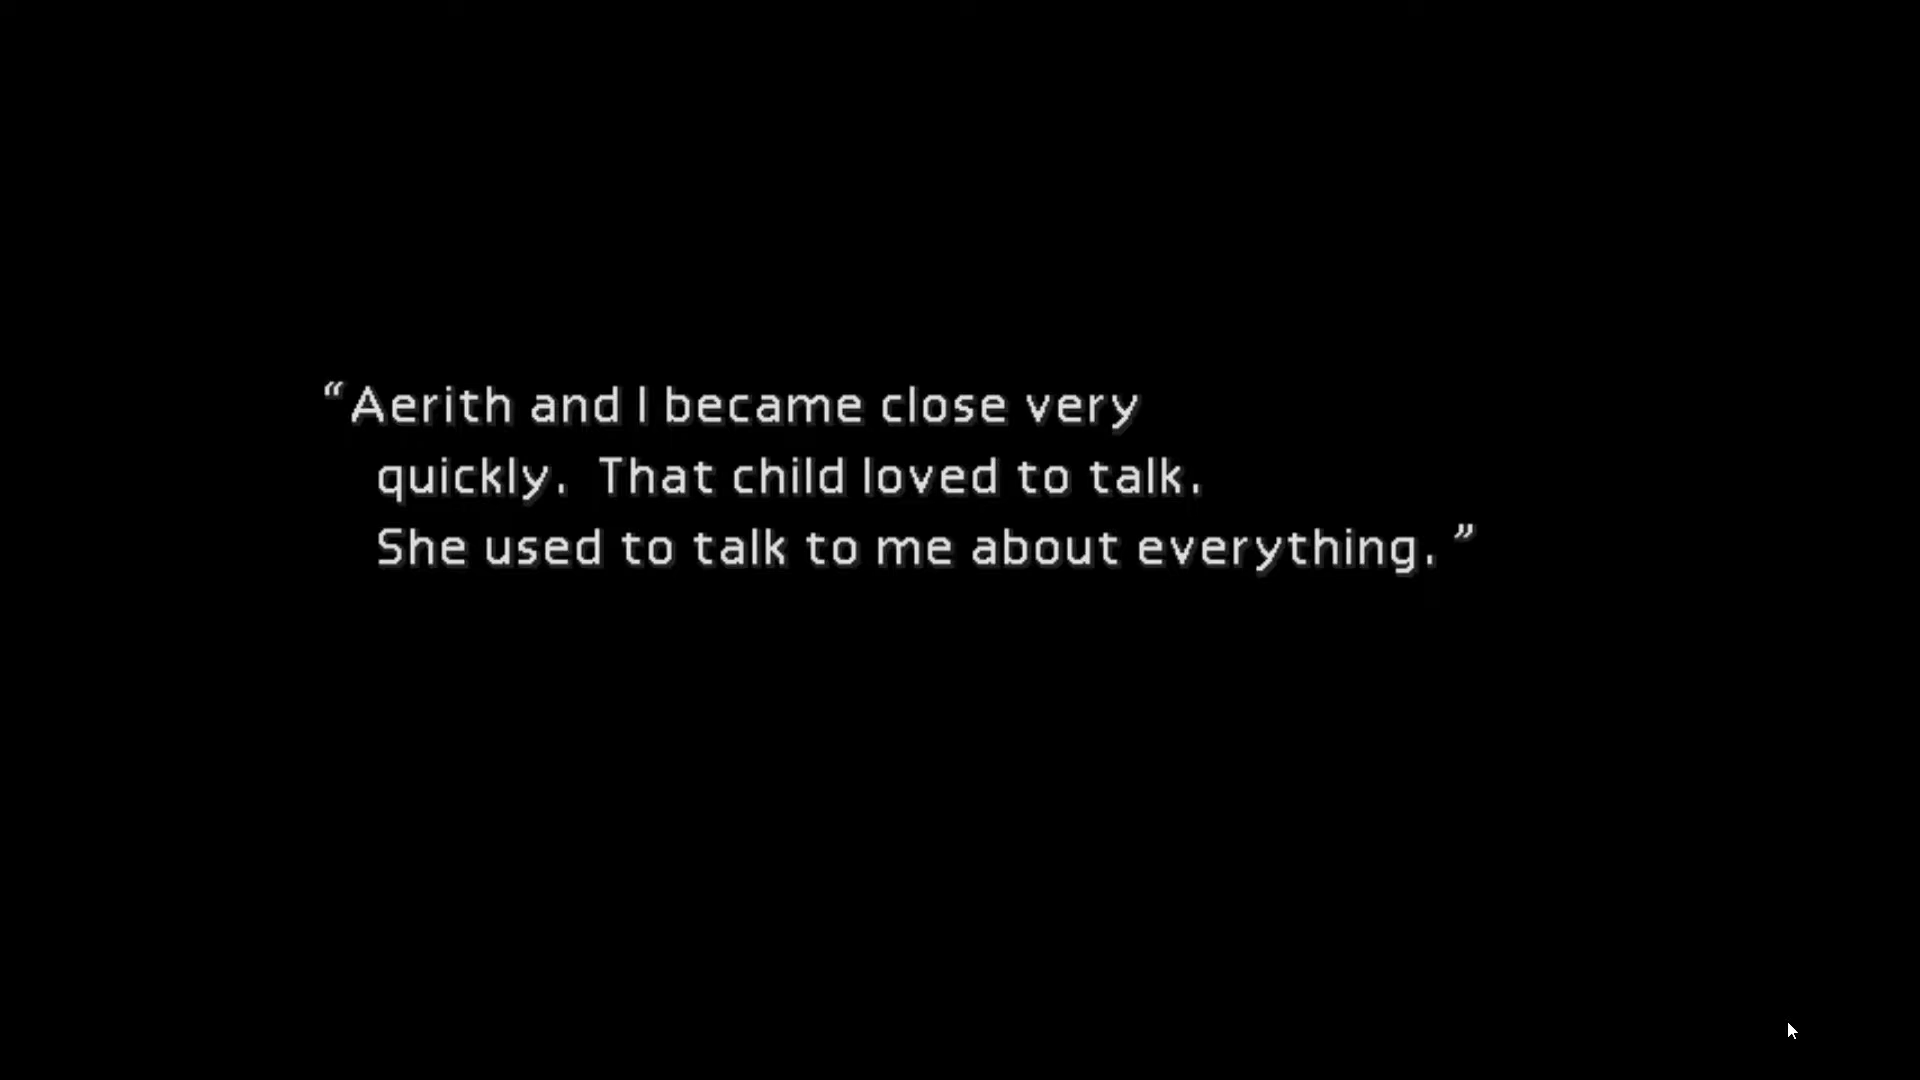 “Aerith and I became close very
quickly. That child loved to talk.
She used to talk to me about everything.”